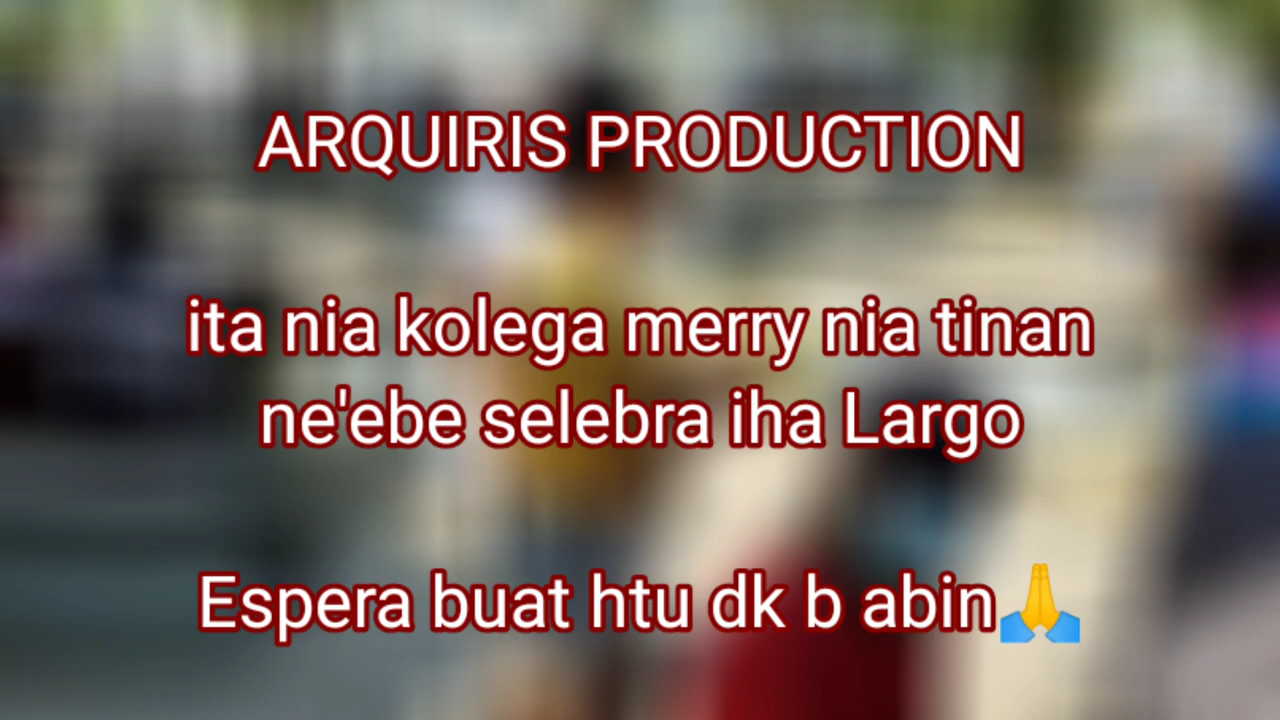 ARQUIRIS PRODUCTION
ita nia kolega merry nia tinan
ne'ebe selebra iha Largo
Espera buat htu dk b abin🙏